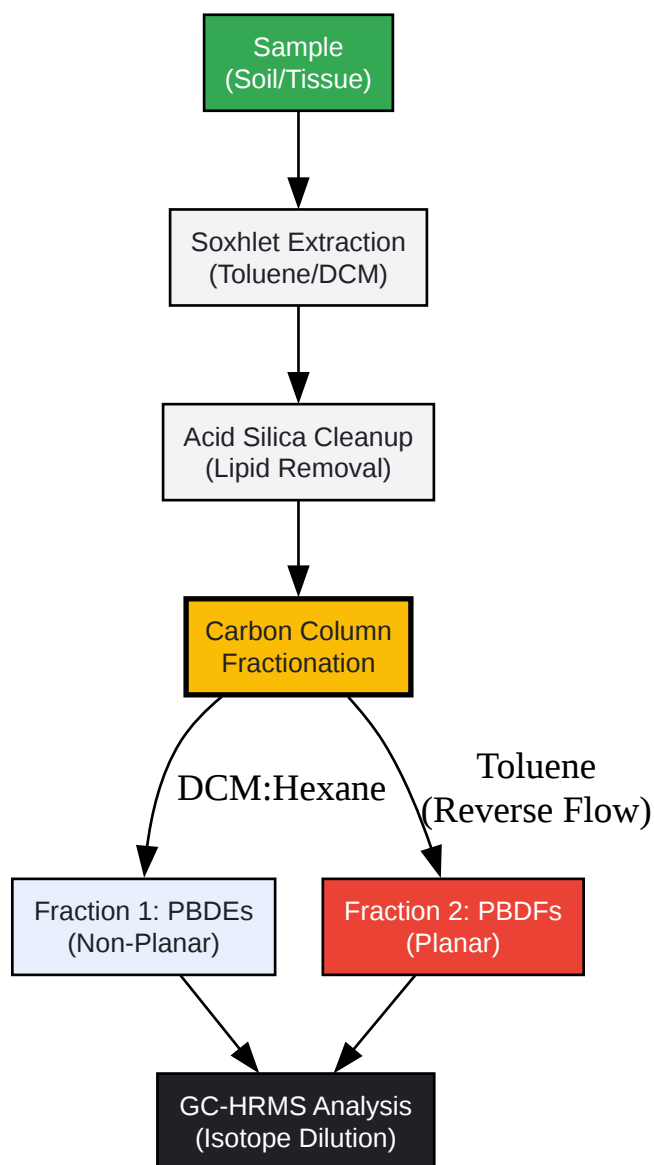 Sample
(Soil/Tissue)
Soxhlet Extraction
(Toluene/DCM)
Acid Silica Cleanup
(Lipid Removal)
Carbon Column
Fractionation
DCM:Hexane
Toluene
(Reverse Flow)
Fraction 1: PBDEs
(Non-Planar)
Fraction 2: PBDFs
(Planar)
GC-HRMS Analysis
(Isotope Dilution)